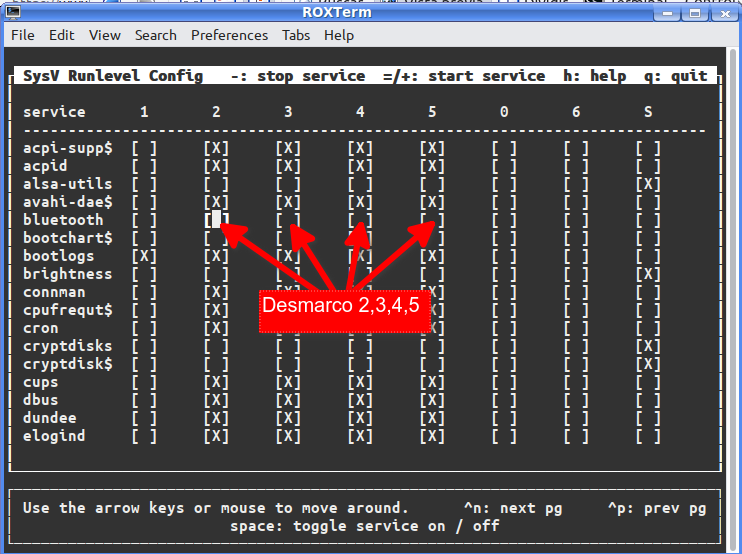 ROXTerm
File Edit View Search Preferences Tabs Help
SysV Runlevel Config -: stop service =/+: start service h: help q: quit
service 1 2 3 4 5 0 6 S
acpi-supp$ [ ] [X] [X] [X] [X] [ ] [ ] [ ]
acpid [ ] [X] [X] [X] [X] [ ] [ ] [ ]
alsa-utils [ ] [ ] [ ] [ ] [ ] [ ] [ ] [X]
avahi-dae$ [ ] [X] [X] [X] [X] [ ] [ ] [ ]
bluetooth [ ] [ ] [ ] [ ] [ ] [ ] [ ] [ ]
bootchart$ [ ] [ ] [ ] [ ] [ ] [ ] [ ] [ ]
bootlogs [X] [X] [X] [X] [X] [ ] [ ] [ ]
brightness [ ] [ ] [ ] [ ] [ ] [ ] [ ] [X]
connman [ ] [X] [ ] [ ] [ ]
Desmarco 2,3,4,5
cpufrequt$ [ ] [X] [ ] [ ] [ ]
cron [ ] [X] [X] [ ] [ ] [ ]
cryptdisks [ ] [ ] [ ] [ ] [ ] [ ] [ ] [X]
cryptdisk$ [ ] [ ] [ ] [ ] [ ] [ ] [ ] [X]
cups [ ] [X] [X] [X] [X] [ ] [ ] [ ]
dbus [ ] [X] [X] [X] [X] [ ] [ ] [ ]
dundee [ ] [X] [X] [X] [X] [ ] [ ] [ ]
elogind [ ] [X] [X] [X] [X] [ ] [ ] [ ]
Use the arrow keys or mouse to move around. ^n: next pg ^p: prev pg
space: toggle service on / off